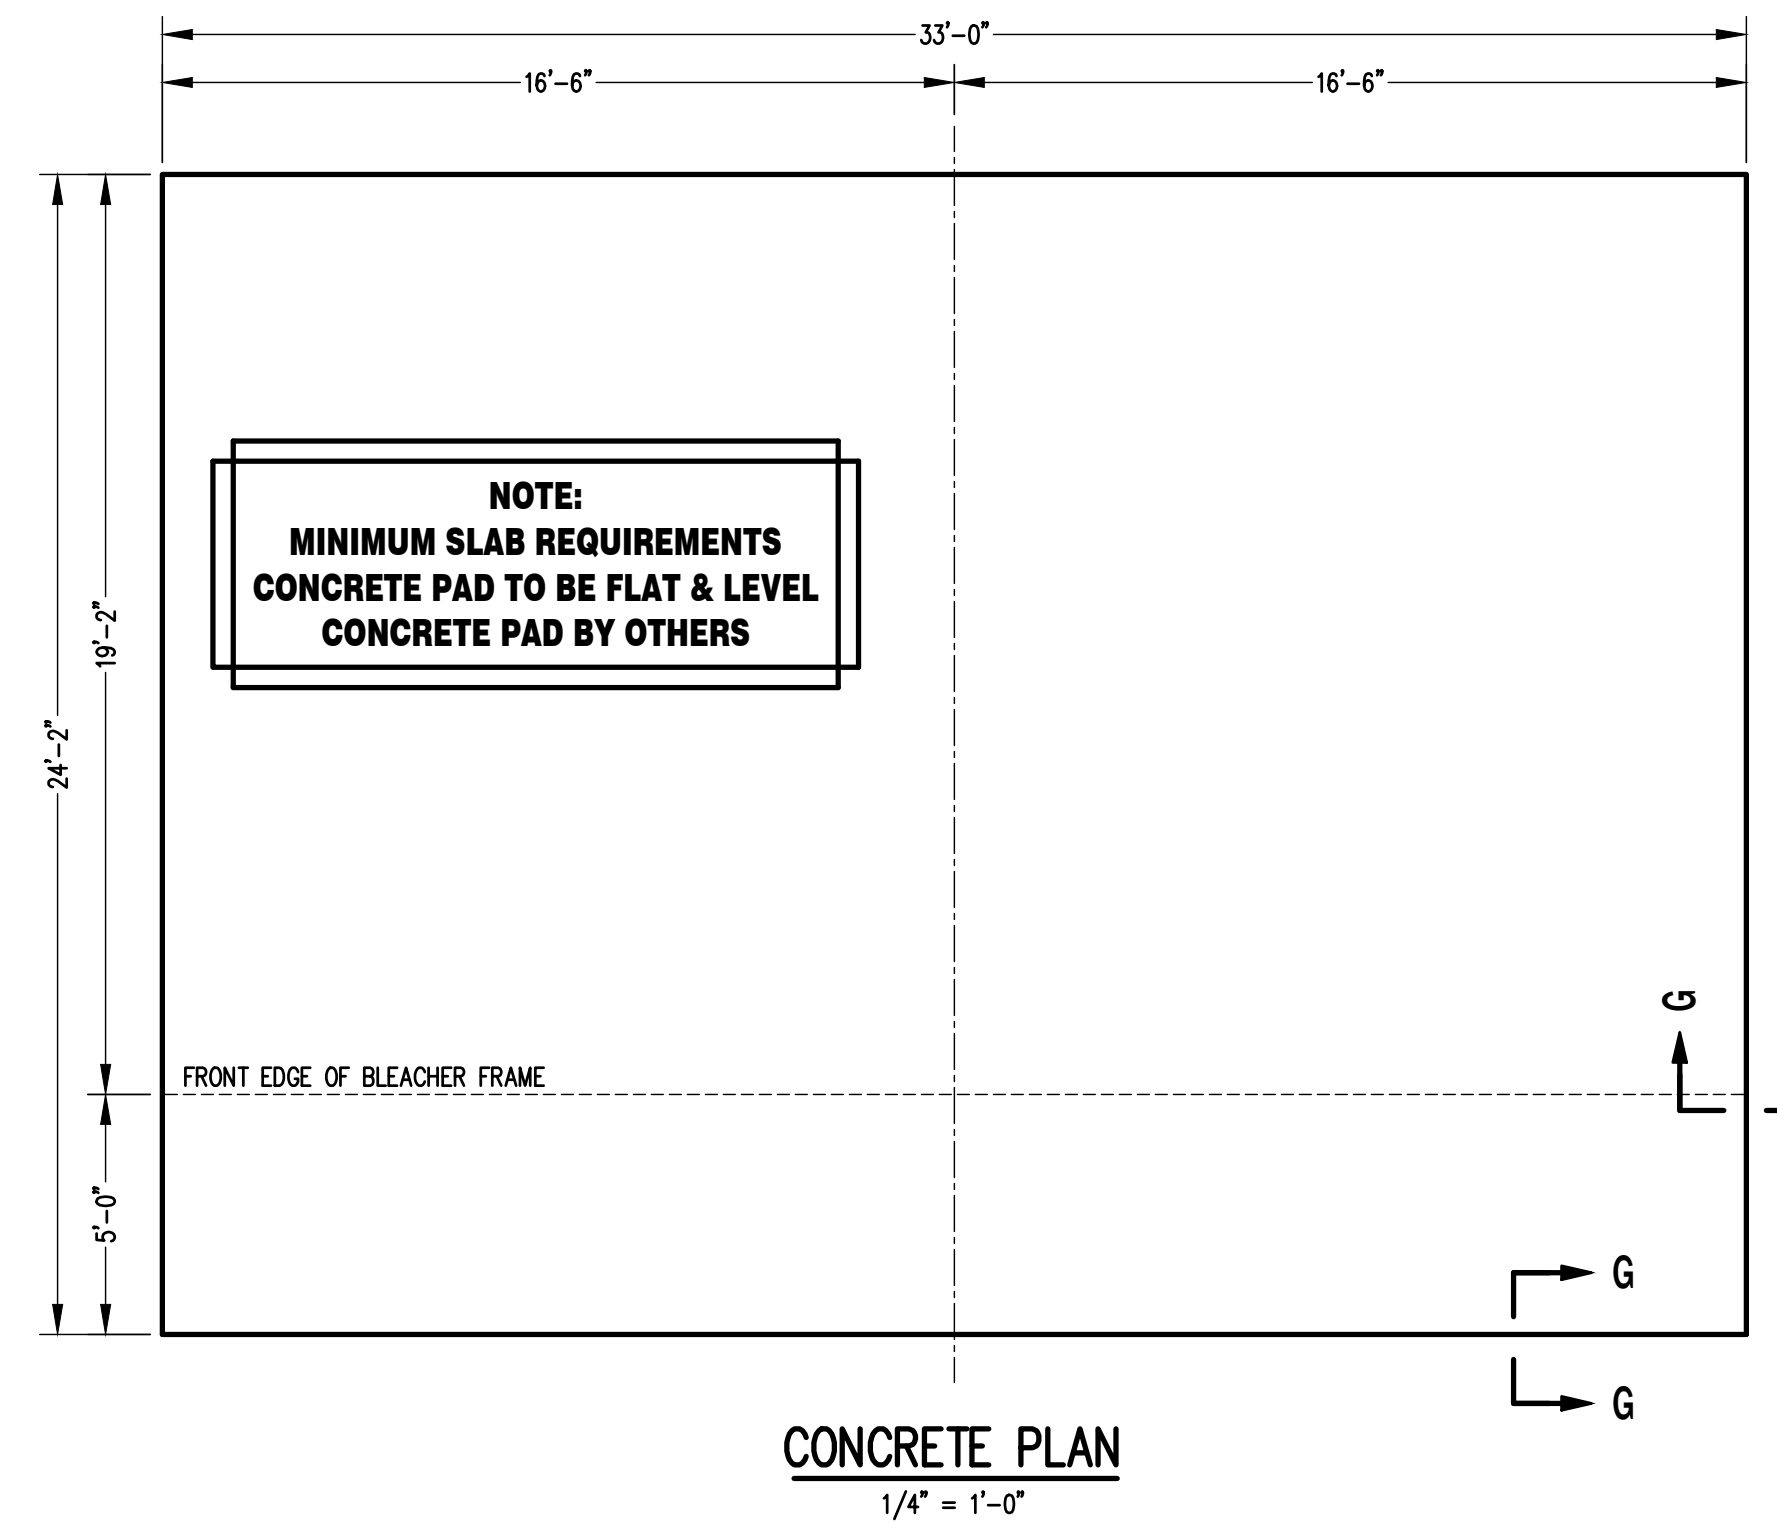 33'-0"
16'-6"
16'-6"
NOTE:
MINIMUM SLAB REQUIREMENTS
CONCRETE PAD TO BE FLAT & LEVEL
CONCRETE PAD BY OTHERS
19'-2"
24'-2"
G
FRONT EDGE OF BLEACHER FRAME
5'-0"
G
G
CONCRETE PLAN
1/4" = 1'-0"